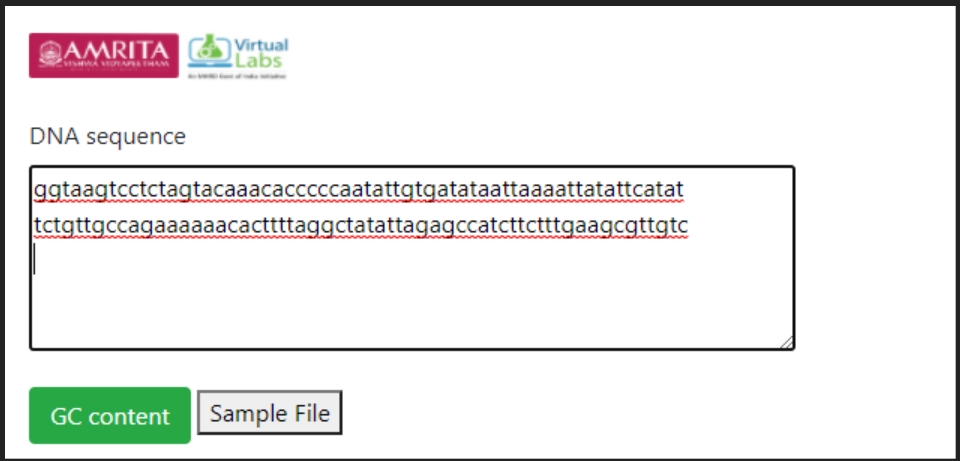 AMRITA
VISHWA VIDYAPEETHAM
Virtual
Labs
An MHRD Govt of India Initiative
DNA sequence
ggtaagtcctctagtacaaacacccccaatattgtgatataattaaaattatattcatat
tctgttgccagaaaaaacacttttaggctatattagagccatcttctttgaagcgttgtc
GC content
Sample File